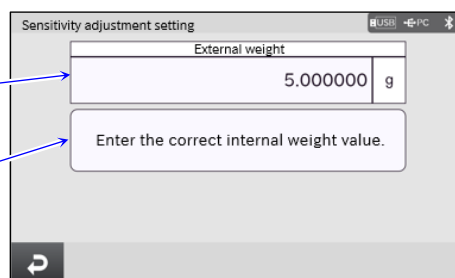 Sensitivity adjustment setting
USB PC
External weight
5.000000 g
Enter the correct internal weight value.